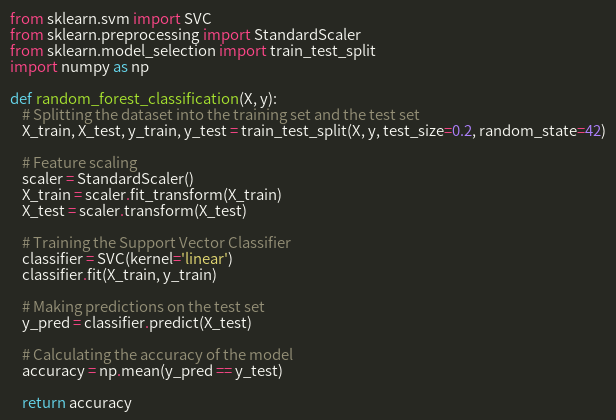 from sklearn.svm import SVC
from sklearn.preprocessing import StandardScaler
from sklearn.model_selection import train_test_split
import numpy as np

def random_forest_classification(X, y):
    # Splitting the dataset into the training set and the test set
    X_train, X_test, y_train, y_test = train_test_split(X, y, test_size=0.2, random_state=42)

    # Feature scaling
    scaler = StandardScaler()
    X_train = scaler.fit_transform(X_train)
    X_test = scaler.transform(X_test)

    # Training the Support Vector Classifier
    classifier = SVC(kernel='linear')
    classifier.fit(X_train, y_train)

    # Making predictions on the test set
    y_pred = classifier.predict(X_test)

    # Calculating the accuracy of the model
    accuracy = np.mean(y_pred == y_test)

    return accuracy